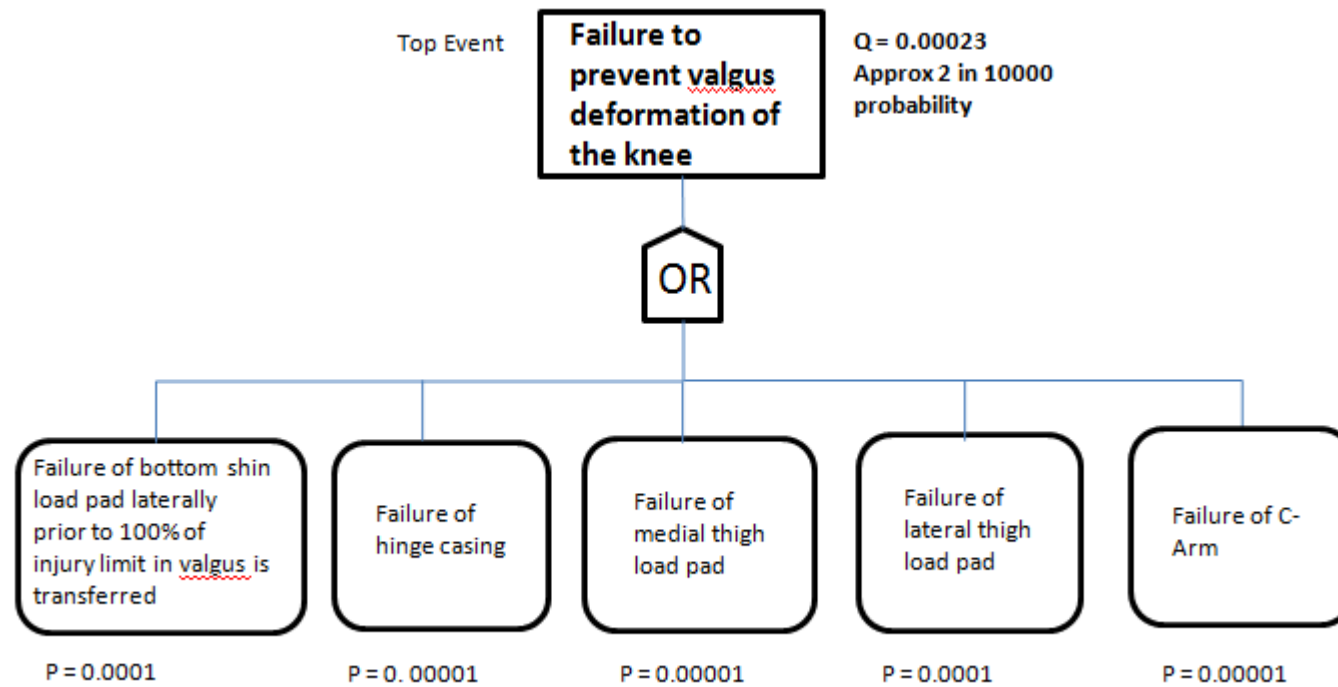 Top Event
Failure to
prevent valgus
deformation of
the knee
Q = 0.00023
Approx 2 in 10000
probability
OR
Failure of bottom shin
load pad laterally
prior to 100% of
injury limit in valgus is
transferred
Failure of
hinge casing
Failure of
medial thigh
load pad
Failure of
lateral thigh
load pad
Failure of C-
Arm
P = 0.0001
P = 0. 00001
P = 0.00001
P = 0.0001
P = 0.00001